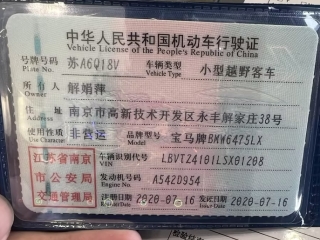 中华人民共和国机动车行驶证
Vehicle License of the People's Republic of China
号牌号码 苏A6Q18V 车辆类型 小型越野客车
Plate No. Vehicle Type
所有人 解娟萍
Owner
住址 南京市高新技术开发区永丰解家庄38号
Address
使用性质 非营运 品牌型号 宝马牌BMW6475LX
Use Character Model
江苏省南京
市公安局
交通管理局
车辆识别代号 LBVTZ4101LSX01208
VIN
发动机号码 A542D954
Engine No.
注册日期 2020-07-16 发证日期 2020-07-16
Register Date Issue Date